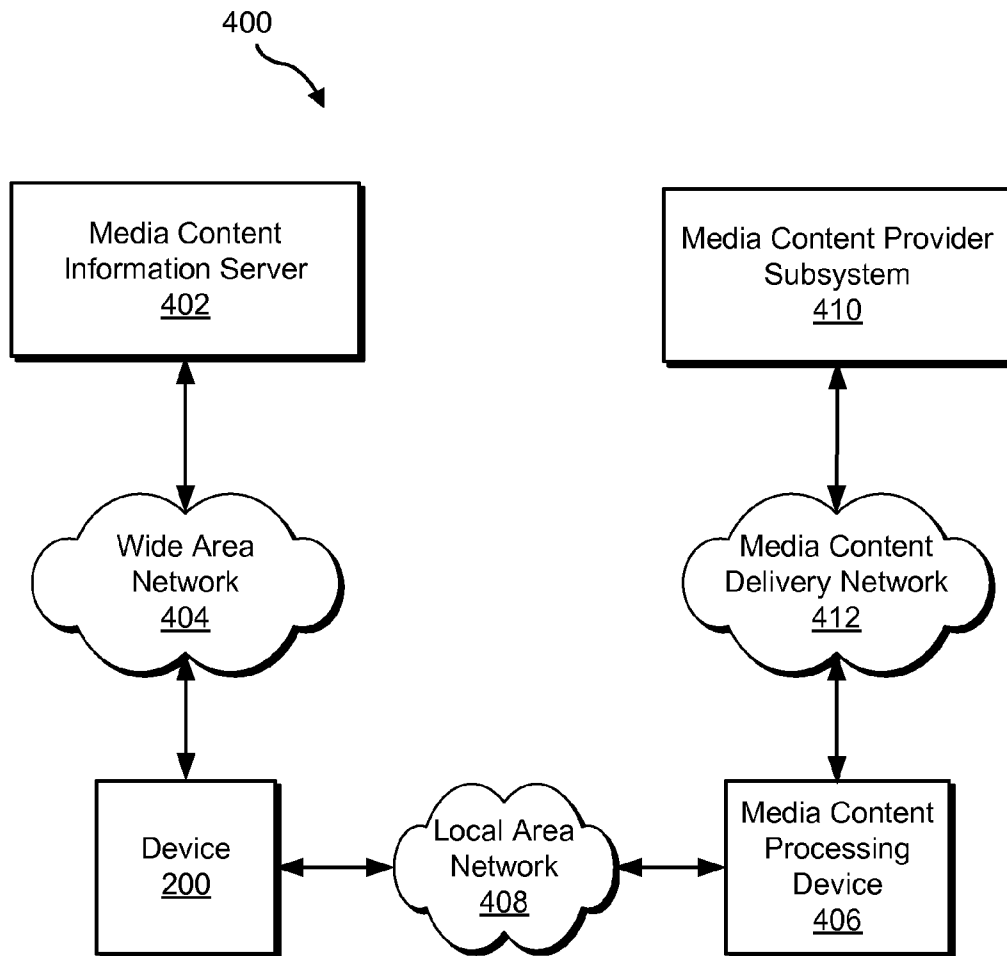 400
Media Content
Information Server
402
Media Content Provider
Subsystem
410
Wide Area
Network
404
Media Content
Delivery Network
412
Device
200
Local Area
Network
408
Media Content
Processing
Device
406